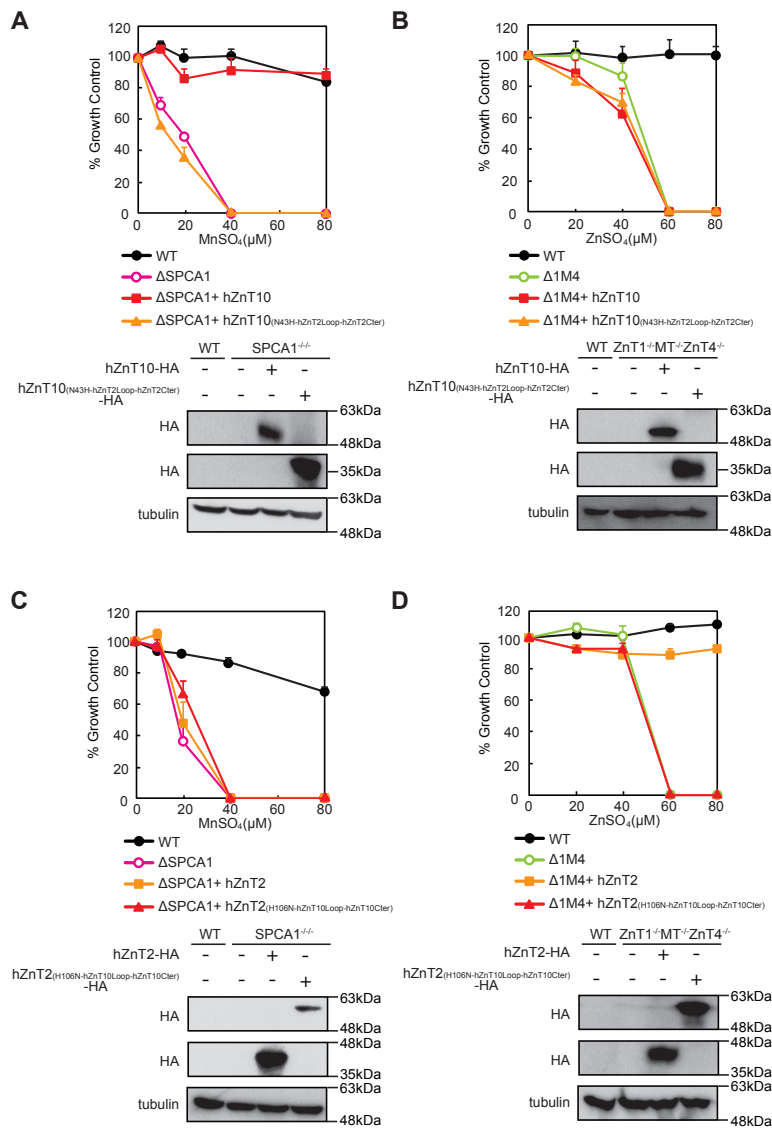 A
120
100
80
60
40
20
0
% Growth Control
0 20 40 60 80
MnSO₄(μM)
WT
ΔSPCA1
ΔSPCA1+ hZnT10
ΔSPCA1+ hZnT10(N43H-hZnT2Loop-hZnT2Cter)
WT SPCA1-/-/-
hZnT10-HA - - + -
hZnT10(N43H-hZnT2Loop-hZnT2Cter)
-HA - - - +
HA 63kDa
48kDa
HA 35kDa
tubulin 63kDa
48kDa
B
120
100
80
60
40
20
0
% Growth Control
0 20 40 60 80
ZnSO₄(μM)
WT
Δ1M4
Δ1M4+ hZnT10
Δ1M4+ hZnT10(N43H-hZnT2Loop-hZnT2Cter)
WT ZnT1-/-MT-/-ZnT4-/-
hZnT10-HA - - + -
hZnT10(N43H-hZnT2Loop-hZnT2Cter)
-HA - - - +
HA 63kDa
48kDa
HA 35kDa
tubulin 63kDa
48kDa
C
120
100
80
60
40
20
0
% Growth Control
0 20 40 60 80
MnSO₄(μM)
WT
ΔSPCA1
ΔSPCA1+ hZnT2
ΔSPCA1+ hZnT2(H106N-hZnT10Loop-hZnT10Cter)
WT SPCA1-/-/-
hZnT2-HA - - + -
hZnT2(H106N-hZnT10Loop-hZnT10Cter)
-HA - - - +
HA 63kDa
48kDa
HA 48kDa
35kDa
tubulin 63kDa
48kDa
D
120
100
80
60
40
20
0
% Growth Control
0 20 40 60 80
ZnSO₄(μM)
WT
Δ1M4
Δ1M4+ hZnT2
Δ1M4+ hZnT2(H106N-hZnT10Loop-hZnT10Cter)
WT ZnT1-/-MT-/-ZnT4-/-
hZnT2-HA - - + -
hZnT2(H106N-hZnT10Loop-hZnT10Cter)
-HA - - - +
HA 63kDa
48kDa
HA 48kDa
35kDa
tubulin 63kDa
48kDa